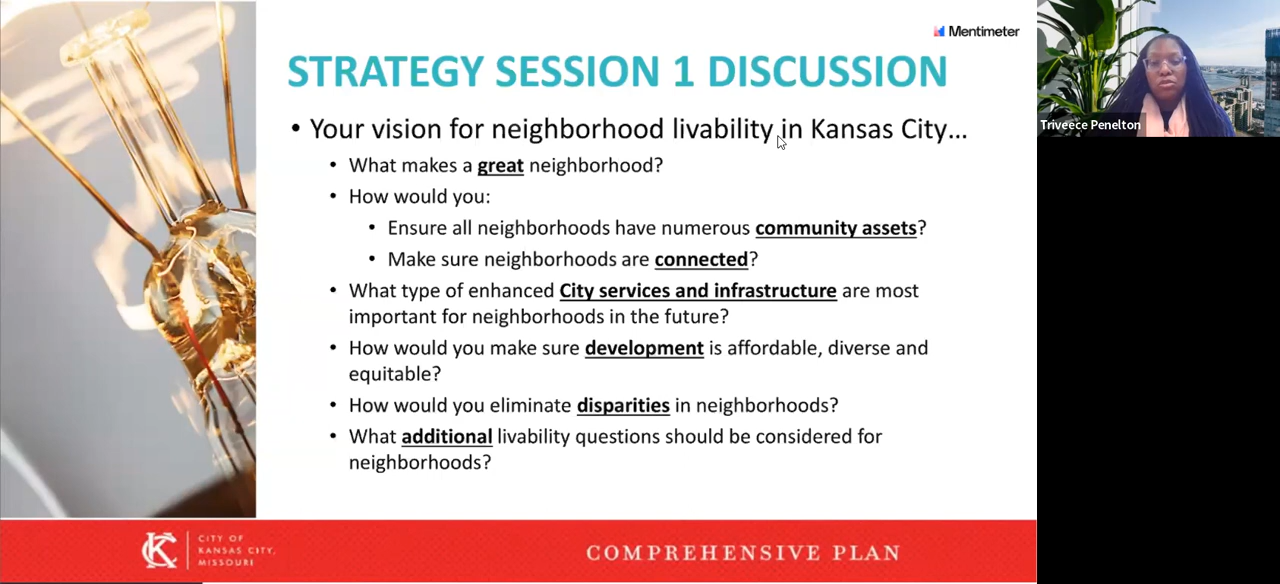 Mentimeter
STRATEGY SESSION 1 DISCUSSION
• Your vision for neighborhood livability in Kansas City...
• What makes a great neighborhood?
• How would you:
• Ensure all neighborhoods have numerous community assets?
• Make sure neighborhoods are connected?
• What type of enhanced City services and infrastructure are most
important for neighborhoods in the future?
• How would you make sure development is affordable, diverse and
equitable?
• How would you eliminate disparities in neighborhoods?
• What additional livability questions should be considered for
neighborhoods?
KC
CITY OF
KANSAS CITY,
MISSOURI
COMPREHENSIVE PLAN
Triveece Penelton